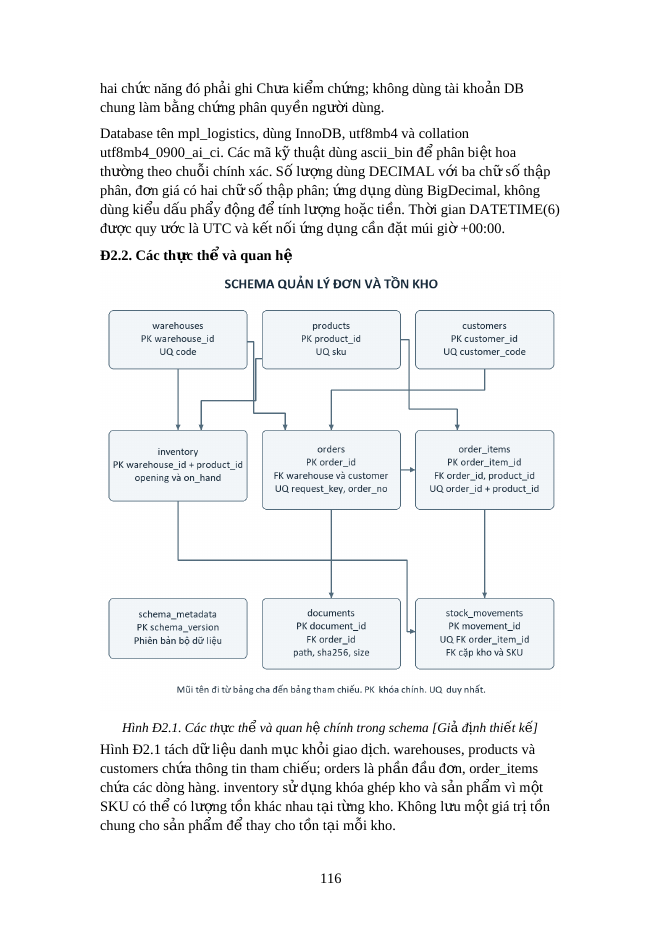 hai chức năng đó phải ghi Chưa kiểm chứng; không dùng tài khoản DB
chung làm bằng chứng phân quyền người dùng.
Database tên mpl_logistics, dùng InnoDB, utf8mb4 và collation
utf8mb4_0900_ai_ci. Các mã kỹ thuật dùng ascii_bin để phân biệt hoa
thường theo chuỗi chính xác. Số lượng dùng DECIMAL với ba chữ số thập
phân, đơn giá có hai chữ số thập phân; ứng dụng dùng BigDecimal, không
dùng kiểu dấu phẩy động để tính lượng hoặc tiền. Thời gian DATETIME(6)
được quy ước là UTC và kết nối ứng dụng cần đặt múi giờ +00:00.
Đ2.2. Các thực thể và quan hệ
SCHEMA QUẢN LÝ ĐƠN VÀ TỒN KHO
warehouses
PK warehouse_id
UQ code
products
PK product_id
UQ sku
customers
PK customer_id
UQ customer_code
inventory
PK warehouse_id + product_id
opening và on_hand
orders
PK order_id
FK warehouse và customer
UQ request_key, order_no
order_items
PK order_item_id
FK order_id, product_id
UQ order_id + product_id
schema_metadata
PK schema_version
Phiên bản bộ dữ liệu
documents
PK document_id
FK order_id
path, sha256, size
stock_movements
PK movement_id
UQ FK order_item_id
FK cặp kho và SKU
Mũi tên đi từ bảng cha đến bảng tham chiếu. PK khóa chính. UQ duy nhất.
Hình Đ2.1. Các thực thể và quan hệ chính trong schema [Giả định thiết kế]
Hình Đ2.1 tách dữ liệu danh mục khỏi giao dịch. warehouses, products và
customers chứa thông tin tham chiếu; orders là phần đầu đơn, order_items
chứa các dòng hàng. inventory sử dụng khóa ghép kho và sản phẩm vì một
SKU có thể có lượng tồn khác nhau tại từng kho. Không lưu một giá trị tồn
chung cho sản phẩm để thay cho tồn tại mỗi kho.
116